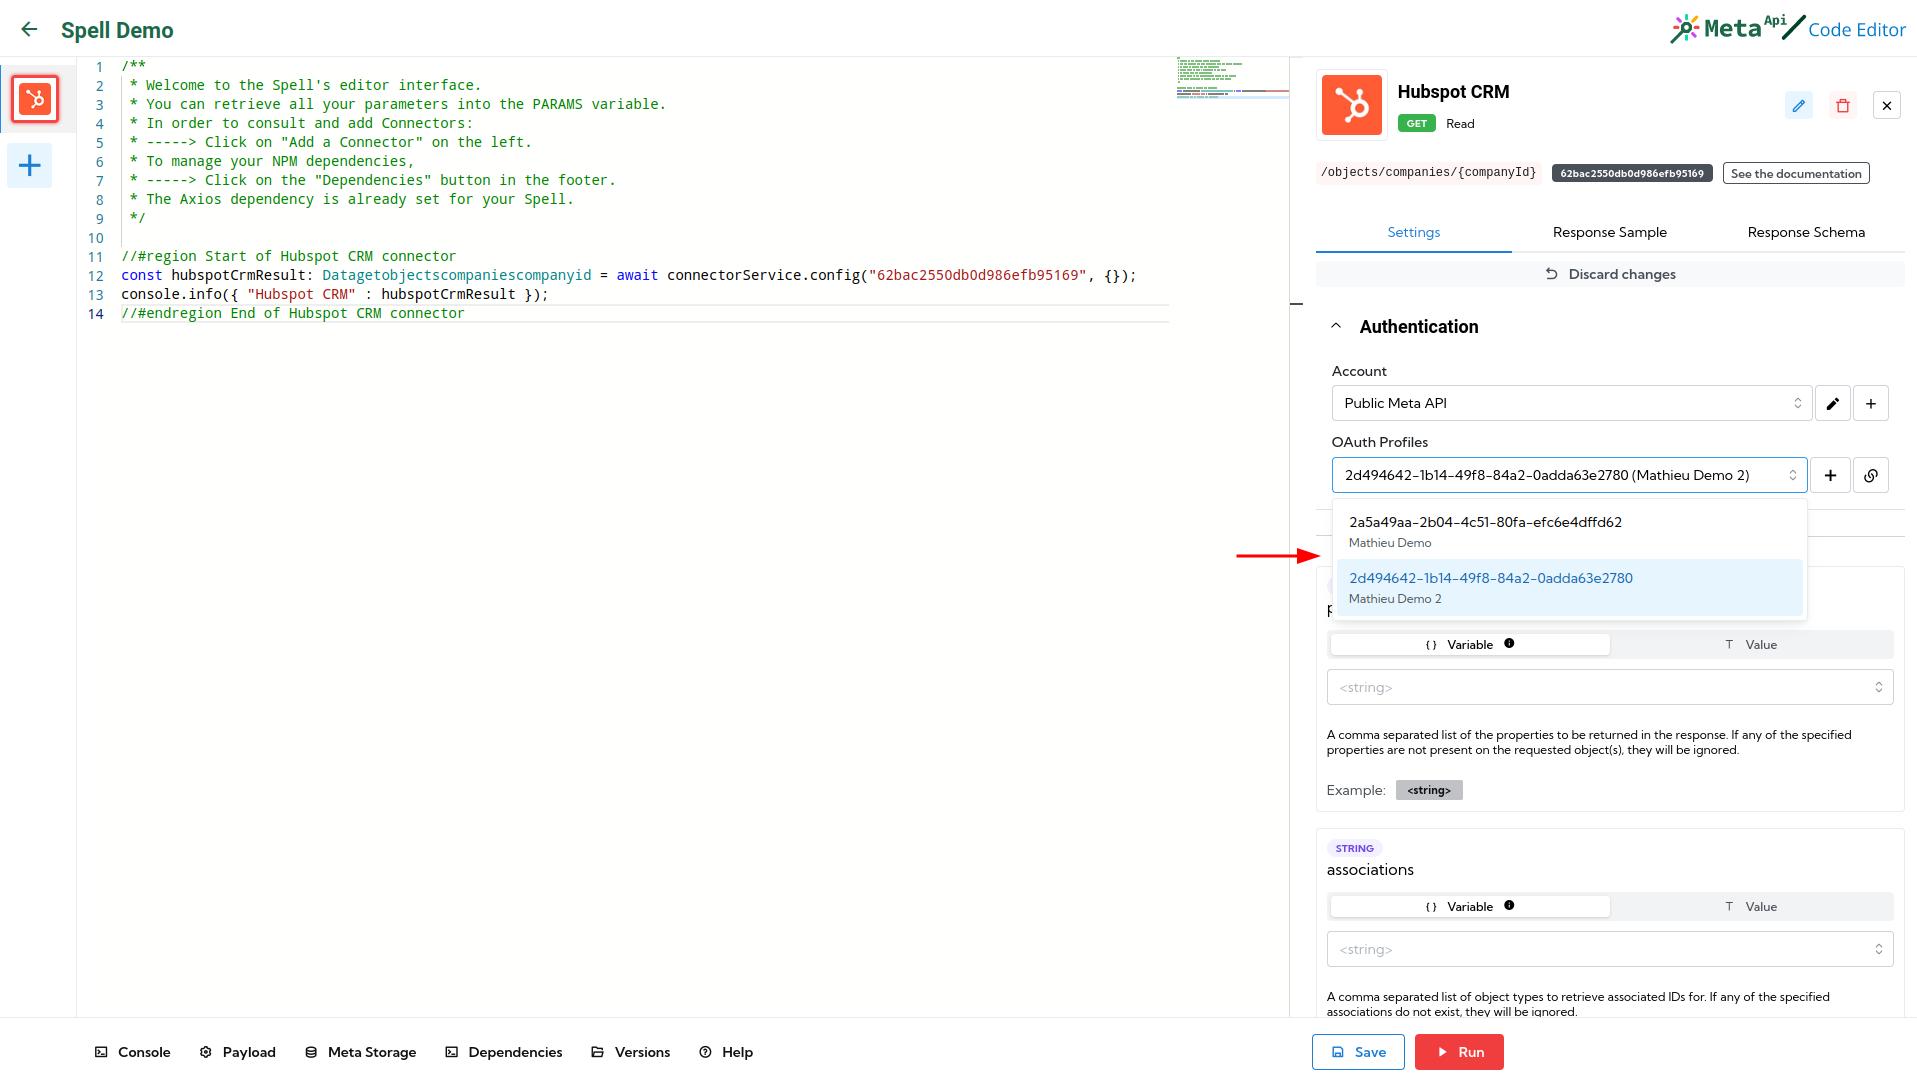 Spell Demo
MetaApi Code Editor
1 /**
2 * Welcome to the Spell's editor interface.
3 * You can retrieve all your parameters into the PARAMS variable.
4 * In order to consult and add Connectors:
5 * -----> Click on "Add a Connector" on the left.
6 * To manage your NPM dependencies,
7 * -----> Click on the "Dependencies" button in the footer.
8 * The Axios dependency is already set for your Spell.
9 */
10
11 //#region Start of Hubspot CRM connector
12 const hubspotCrmResult: Datagetobjectscompaniescompanyid = await connectorService.config("62bac2550db0d986efb95169", {});
13 console.info({ "Hubspot CRM" : hubspotCrmResult });
14 //#endregion End of Hubspot CRM connector
Hubspot CRM
GET Read
/objects/companies/{companyId} 62bac2550db0d986efb95169 See the documentation
Settings Response Sample Response Schema
Discard changes
Authentication
Account
Public Meta API
OAuth Profiles
2d494642-1b14-49f8-84a2-0adda63e2780 (Mathieu Demo 2)
2a5a49aa-2b04-4c51-80fa-efc6e4dffd62
Mathieu Demo
2d494642-1b14-49f8-84a2-0adda63e2780
Mathieu Demo 2
{} Variable T Value
<string>
A comma separated list of the properties to be returned in the response. If any of the specified
properties are not present on the requested object(s), they will be ignored.
Example: <string>
STRING
associations
{} Variable T Value
<string>
A comma separated list of object types to retrieve associated IDs for. If any of the specified
associations do not exist, they will be ignored.
Console Payload Meta Storage Dependencies Versions Help
Save Run